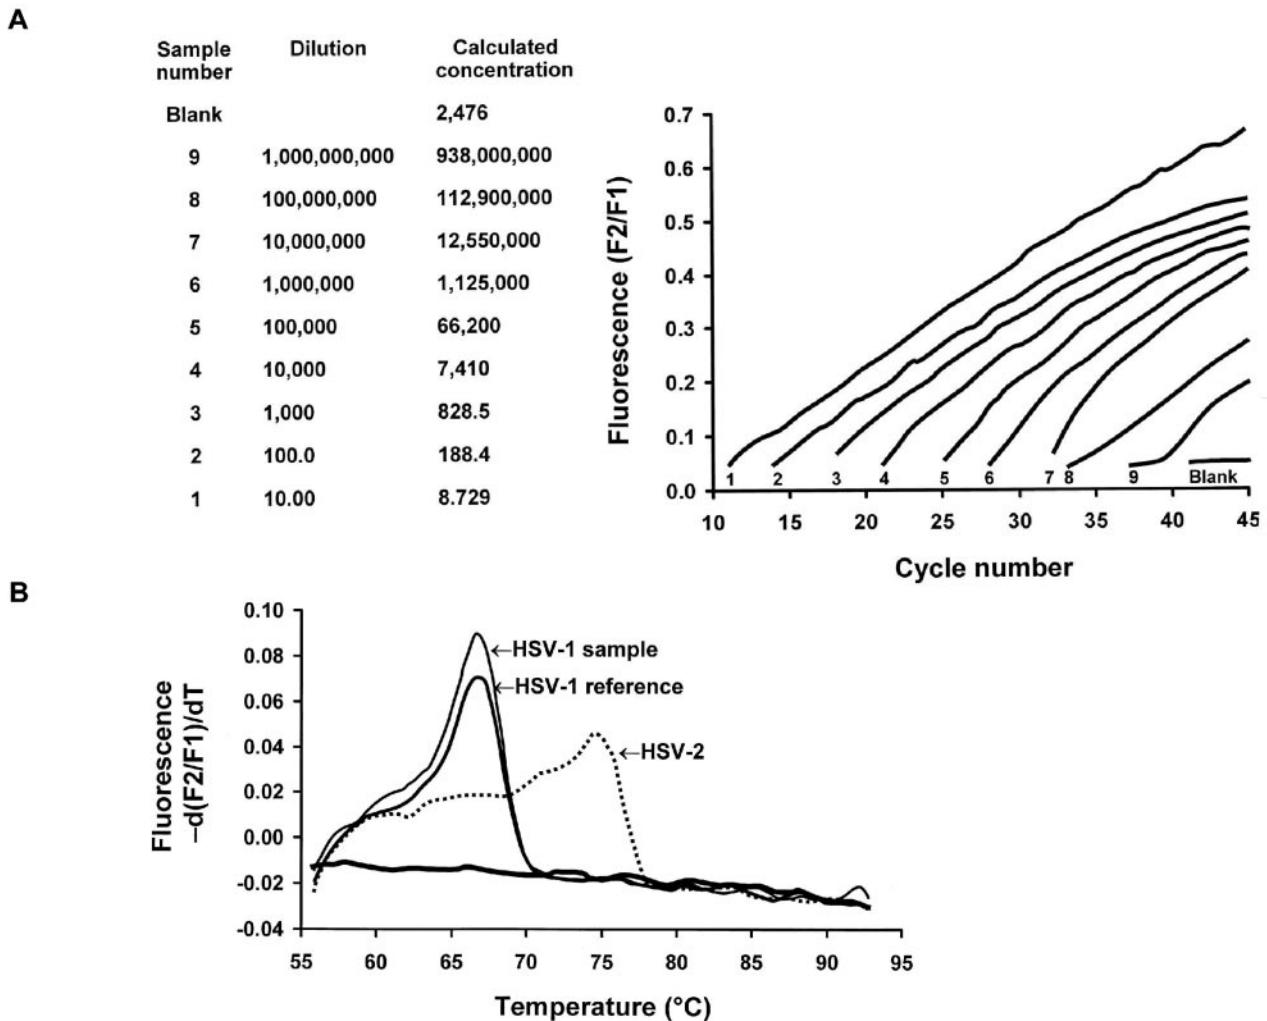 A
Sample number Dilution Calculated concentration
Blank 2,476
9 1,000,000,000 938,000,000
8 100,000,000 112,900,000
7 10,000,000 12,550,000
6 1,000,000 1,125,000
5 100,000 66,200
4 10,000 7,410
3 1,000 828.5
2 100.0 188.4
1 10.00 8.729
Fluorescence (F2/F1)
0.7
0.6
0.5
0.4
0.3
0.2
0.1
0.0
1 2 3 4 5 6 7 8 9 Blank
10 15 20 25 30 35 40 45
Cycle number
B
Fluorescence
–d(F2/F1)/dT
0.10
0.08
0.06
0.04
0.02
0.00
-0.02
-0.04
←HSV-1 sample
←HSV-1 reference
←HSV-2
55 60 65 70 75 80 85 90 95
Temperature (°C)